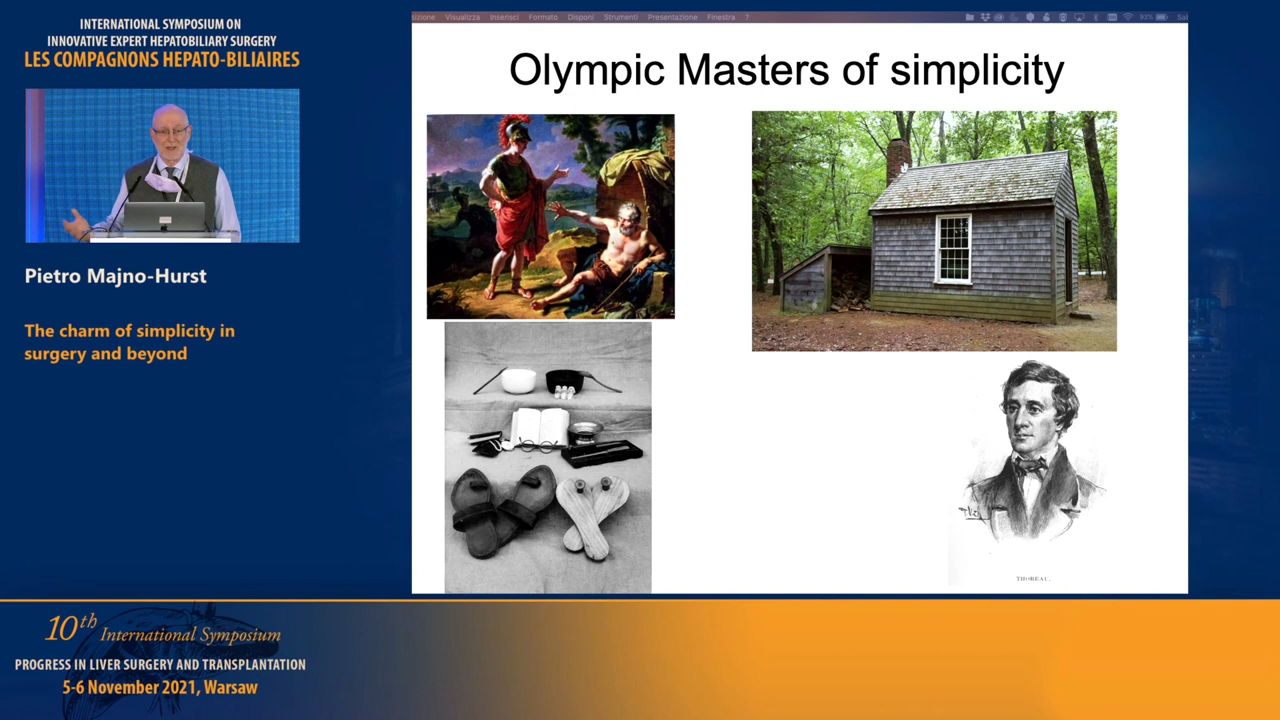 INTERNATIONAL SYMPOSIUM ON
INNOVATIVE EXPERT HEPATOBILIARY SURGERY
LES COMPAGNONS HEPATO-BILIAIRES
Pietro Majno-Hurst
The charm of simplicity in
surgery and beyond
Visualizza Inserisci Formato Disponi Strumenti Presentazione Finestra ?
93%
Olympic Masters of simplicity
THOREAU.
10th International Symposium
PROGRESS IN LIVER SURGERY AND TRANSPLANTATION
5-6 November 2021, Warsaw